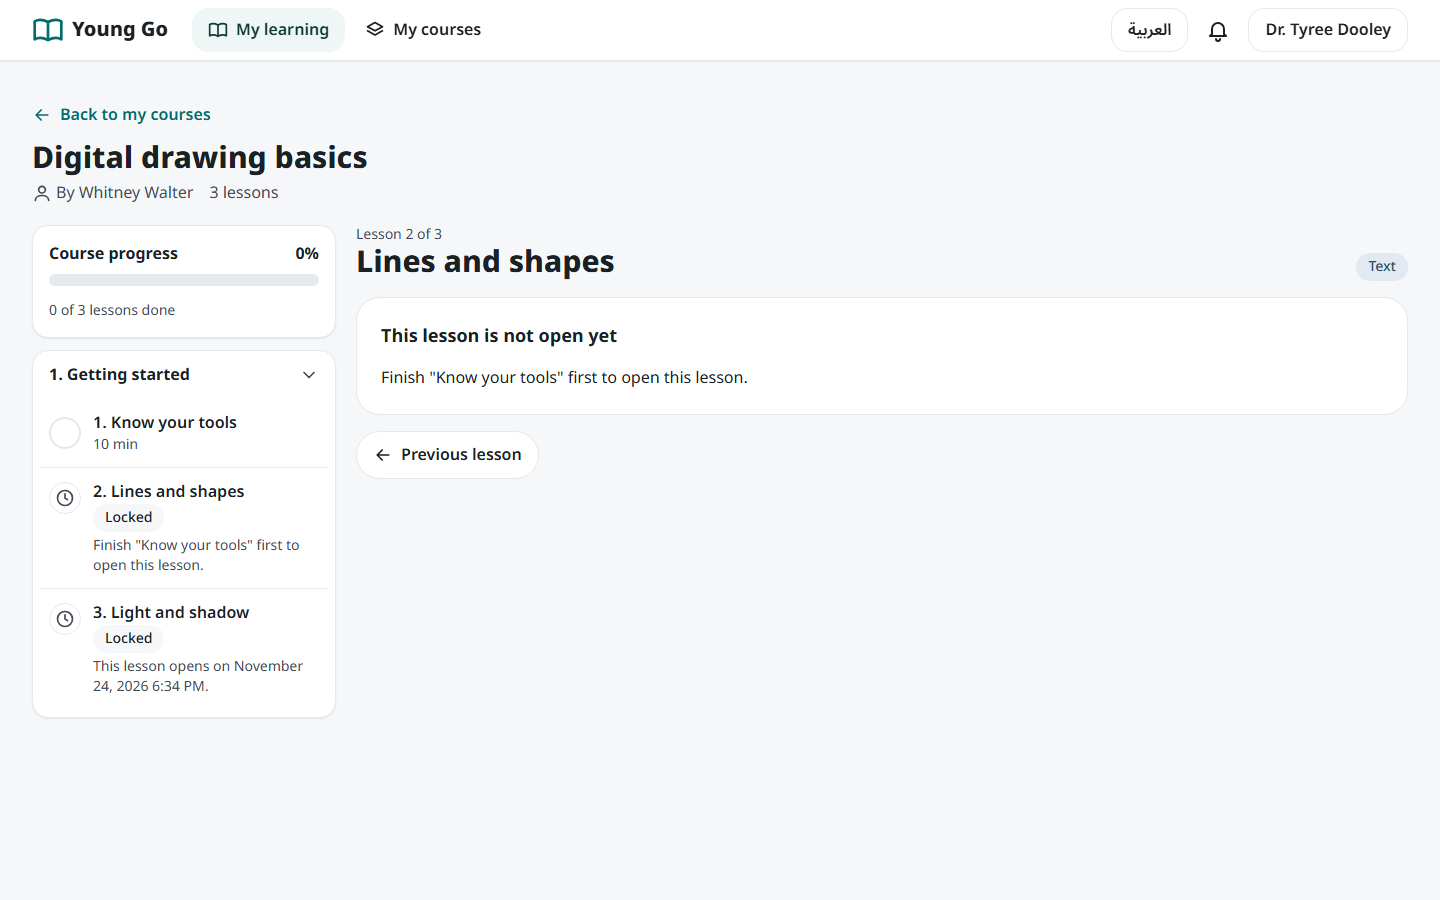 Young Go
My learning
My courses
العربية
Dr. Tyree Dooley
Back to my courses
Digital drawing basics
By Whitney Walter
3 lessons
Course progress
0%
0 of 3 lessons done
1. Getting started
1. Know your tools
10 min
2. Lines and shapes
Locked
Finish "Know your tools" first to
open this lesson.
3. Light and shadow
Locked
This lesson opens on November
24, 2026 6:34 PM.
Lesson 2 of 3
Lines and shapes
Text
This lesson is not open yet
Finish "Know your tools" first to open this lesson.
Previous lesson